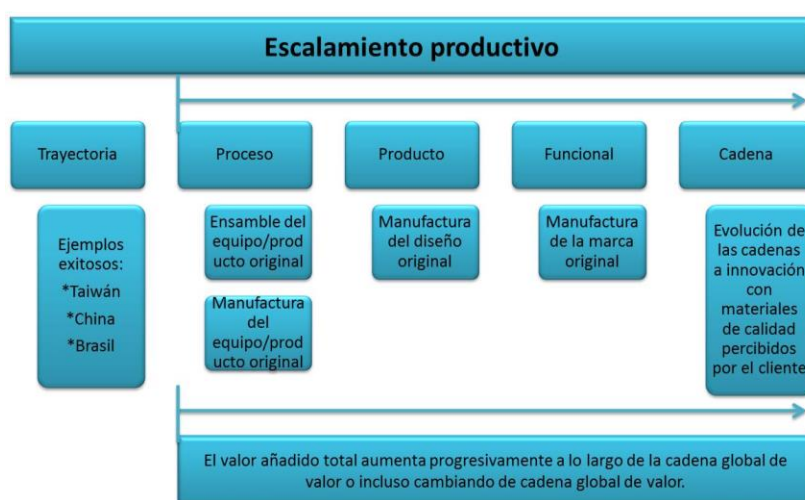 Escalamiento productivo
Trayectoria
Proceso
Producto
Funcional
Cadena
Ejemplos
exitosos:
*Taiwán
*China
*Brasil
Ensamble del
equipo/produ
cto original
Manufactura
del
equipo/prod
ucto original
Manufactura
del diseño
original
Manufactura
de la marca
original
Evolución de
las cadenas
a innovación
con
materiales
de calidad
percibidos
por el cliente
El valor añadido total aumenta progresivamente a lo largo de la cadena global de
valor o incluso cambiando de cadena global de valor.